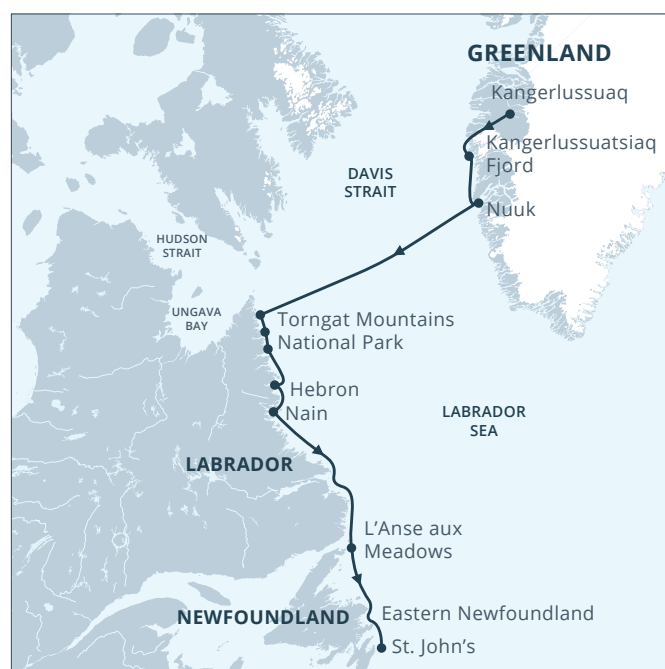 GREENLAND
Kangerlussuaq
Kangerlussuatsiaq
Fjord
DAVIS
STRAIT
Nuuk
HUDSON
STRAIT
UNGAVA
BAY
Torngat Mountains
National Park
Hebron
Nain
LABRADOR
SEA
LABRADOR
L’Anse aux
Meadows
Eastern Newfoundland
NEWFOUNDLAND
St. John’s